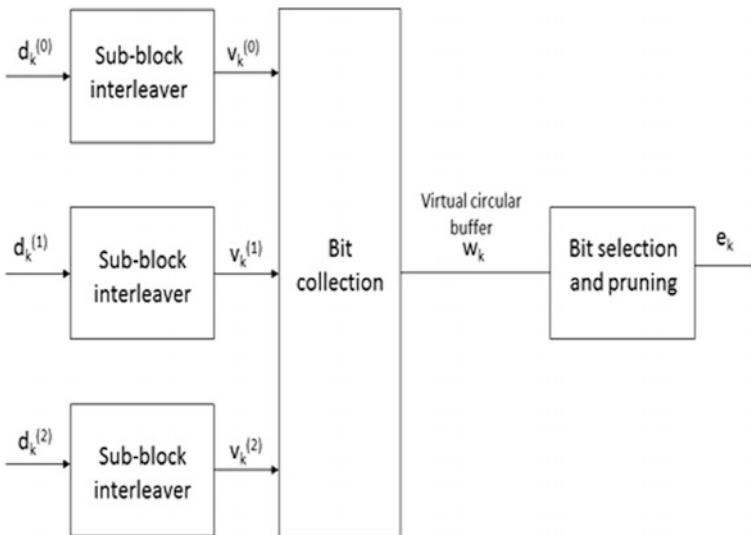 d_k^(0)
Sub-block
interleaver
v_k^(0)
d_k^(1)
Sub-block
interleaver
v_k^(1)
d_k^(2)
Sub-block
interleaver
v_k^(2)
Bit
collection
Virtual circular
buffer
w_k
Bit selection
and pruning
e_k